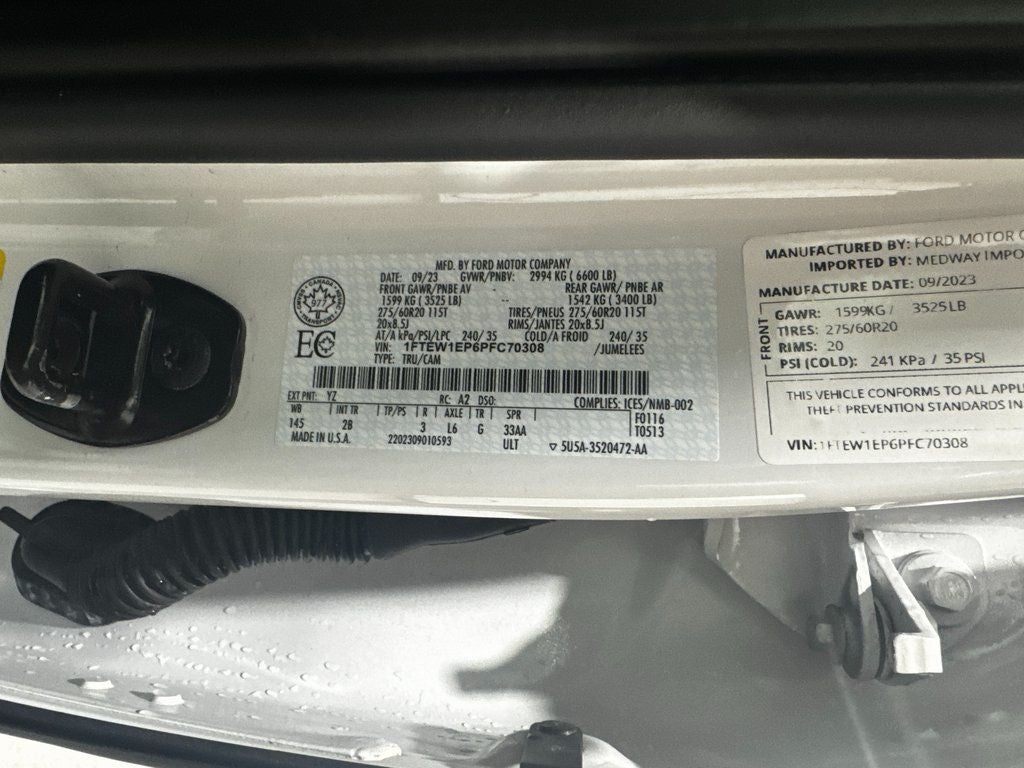 MFD. BY FORD MOTOR COMPANY
DATE: 09/23 GVWR/PNBV: 2994 KG ( 6600 LB)
FRONT GAWR/PNBE AV - REAR GAWR/PNBE AR
1599 KG ( 3525 LB) -- 1542 KG ( 3400 LB)
275/60R20 115T TIRES/PNEUS 275/60R20 115T
20x8.5J RIMS/JANTES 20x8.5J
AT/A kPa/PSI/LPC 240/ 35 COLD/A FROID 240/ 35
VIN: 1FTEW1EP6PFC70308 /JUMELEES
TYPE: TRU/CAM
CANADA
977
TRANSPORT
EC
EXT PNT: YZ RC: A2 DSO: COMPLIES: ICES/NMB-002
WB INT TR TP/PS R AXLE TR SPR F0116
145 2B 3 L6 G 33AA T0513
MADE IN U.S.A. 2202309010593 ULT 5U5A-3520472-AA
MANUFACTURED BY: FORD MOTOR
IMPORTED BY: MEDWAY IMPO
MANUFACTURE DATE: 09/2023
FRONT
GAWR: 1599KG / 3525LB
TIRES: 275/60R20
RIMS: 20
PSI (COLD): 241 KPa / 35 PSI
THIS VEHICLE CONFORMS TO ALL APPL
THEFT PREVENTION STANDARDS IN
VIN: 1FTEW1EP6PFC70308